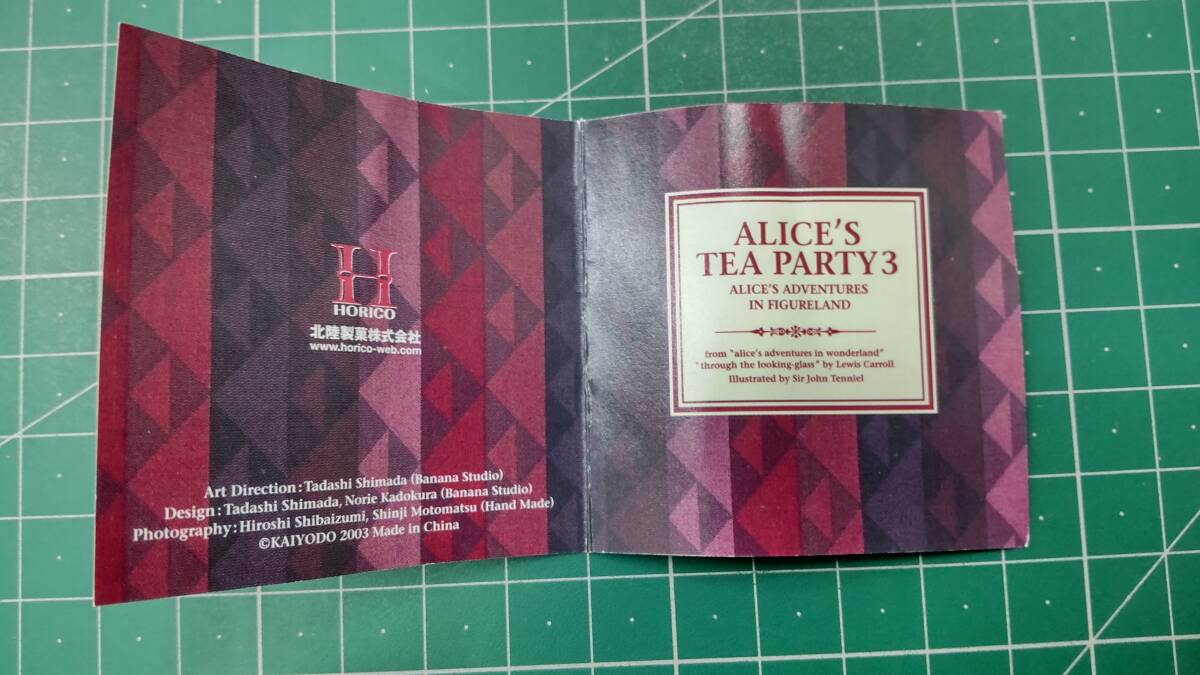 H
HORICO
北陸製菓株式会社
www.horico-web.com
Art Direction:Tadashi Shimada (Banana Studio)
Design:Tadashi Shimada, Norie Kadokura (Banana Studio)
Photography:Hiroshi Shibaizumi, Shinji Motomatsu (Hand Made)
©KAIYODO 2003 Made in China
ALICE'S
TEA PARTY3
ALICE'S ADVENTURES
IN FIGURELAND
from "alice's adventures in wonderland"
"through the looking-glass" by Lewis Carroll
Illustrated by Sir John Tenniel